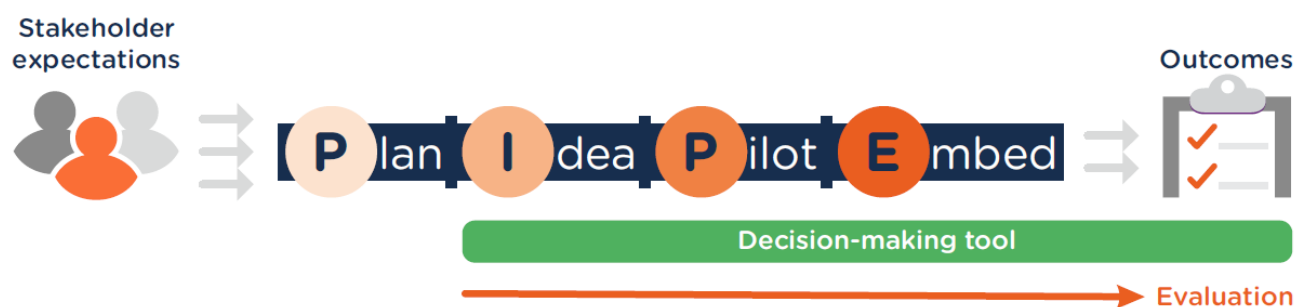 Stakeholder
expectations
Outcomes
Plan Idea Pilot Embed
Decision-making tool
Evaluation